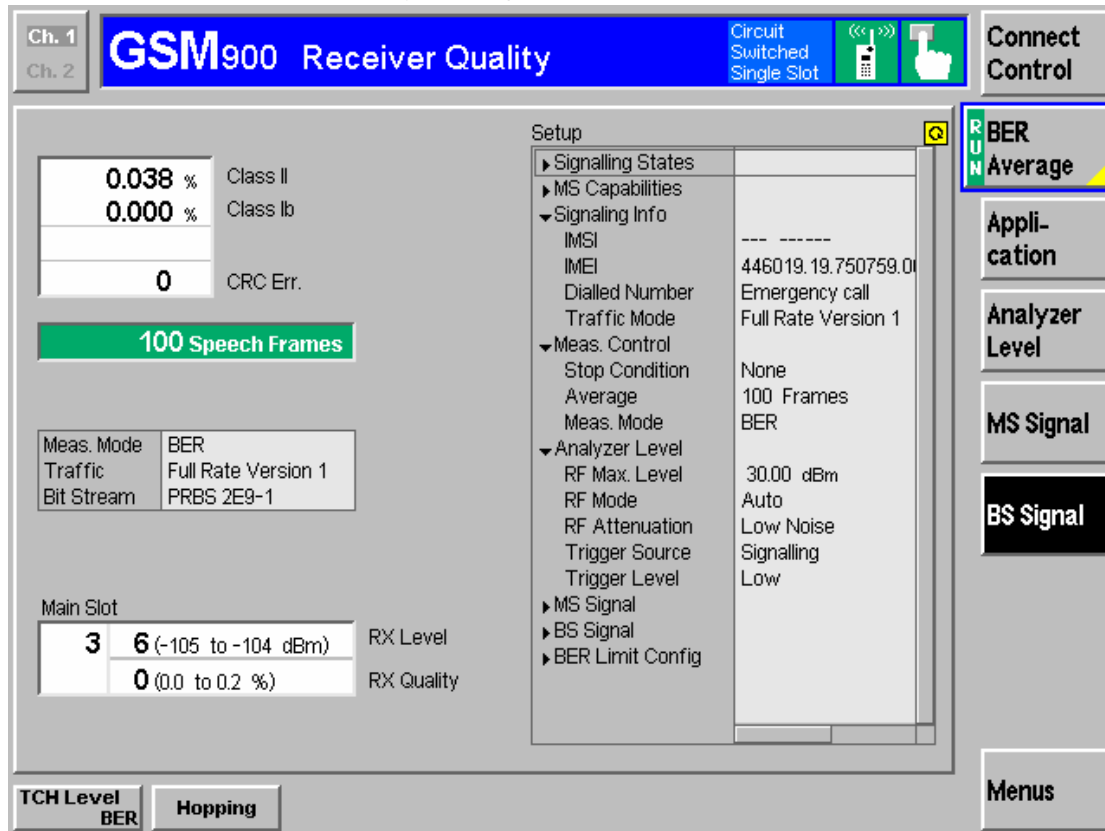 Ch. 1
Ch. 2
GSM900 Receiver Quality
Circuit
Switched
Single Slot
Connect
Control
RUN
BER
Average
Appli-
cation
Analyzer
Level
MS Signal
BS Signal
Menus
0.038 % Class II
0.000 % Class Ib
0 CRC Err.
100 Speech Frames
Meas. Mode BER
Traffic Full Rate Version 1
Bit Stream PRBS 2E9-1
Main Slot
3 6 (-105 to -104 dBm) RX Level
0 (0.0 to 0.2 %) RX Quality
Setup
Signalling States
MS Capabilities
Signaling Info
IMSI --- ------
IMEI 446019.19.750759.0
Dialled Number Emergency call
Traffic Mode Full Rate Version 1
Meas. Control
Stop Condition None
Average 100 Frames
Meas. Mode BER
Analyzer Level
RF Max. Level 30.00 dBm
RF Mode Auto
RF Attenuation Low Noise
Trigger Source Signalling
Trigger Level Low
MS Signal
BS Signal
BER Limit Config
TCH Level
BER
Hopping